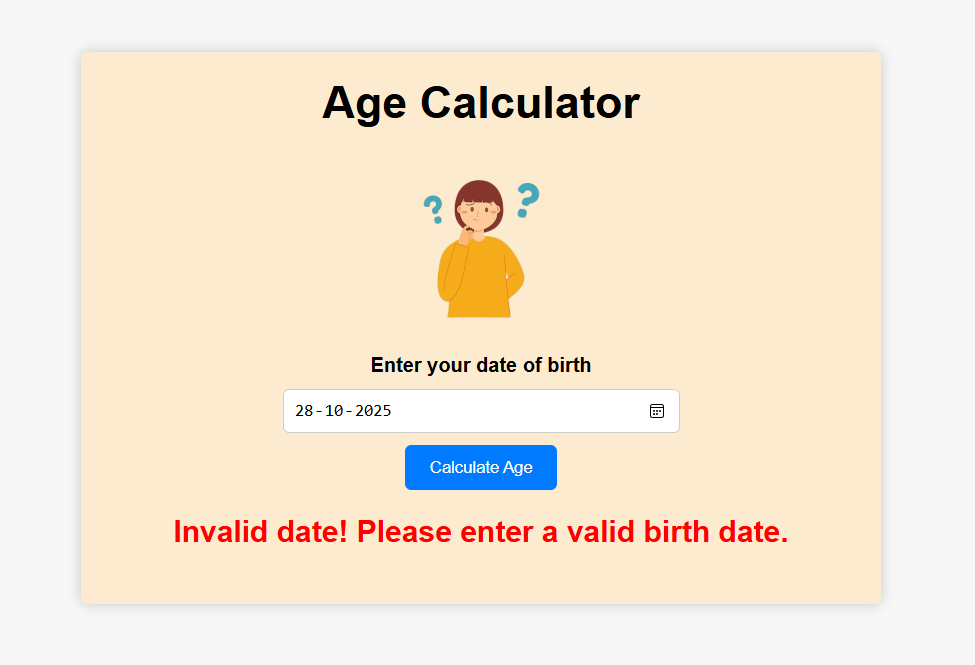 Age Calculator
? ?
Enter your date of birth
28-10-2025
Calculate Age
Invalid date! Please enter a valid birth date.